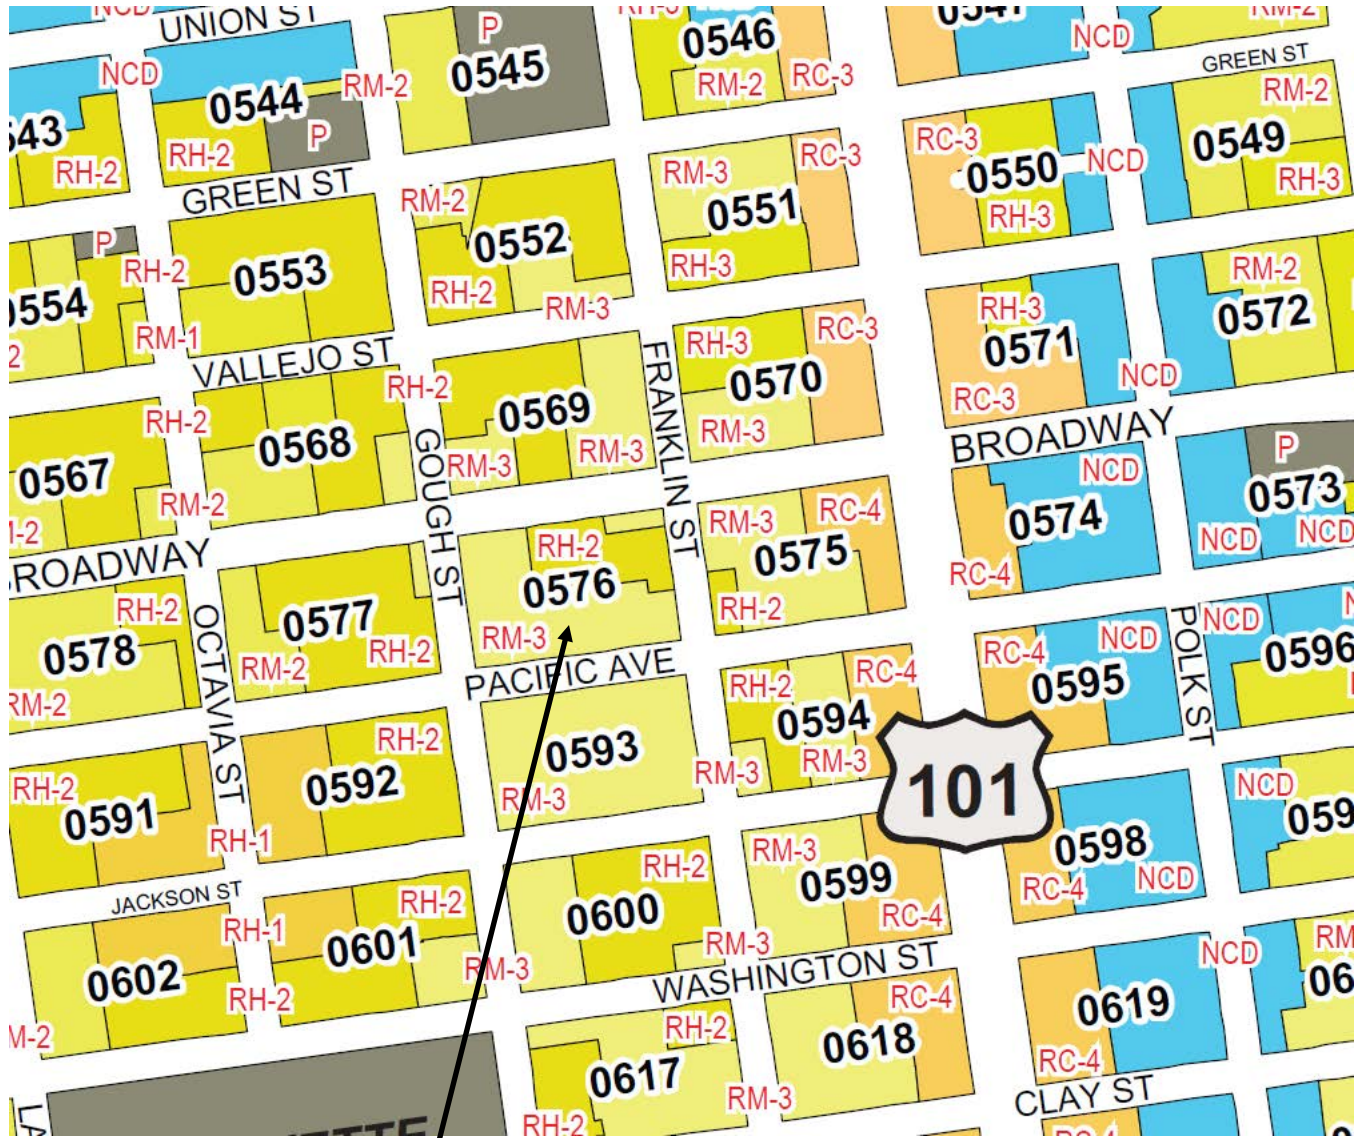 NCD
UNION ST
RH-3
0547
RM-2
P
0546
NCD
GREEN ST
NCD
0545
RM-2
RM-2
RC-3
RM-2
0544
P
543
RH-2
RH-2
RC-3
NCD
0549
RH-3
GREEN ST
RM-2
RM-3
RC-3
0550
RH-3
0551
P
RH-2
0553
0552
RH-3
RM-2
0554
RH-2
RM-3
RH-3
0572
RM-1
VALLEJO ST
RH-3
RC-3
0571
2
RH-2
FRANKLIN ST
0570
NCD
RH-2
0569
RC-3
0568
GOUGH ST
RM-3
RM-3
RM-3
BROADWAY
0567
RM-2
NCD
P
0573
M-2
RM-3
RC-4
0574
NCD
NCD
ROADWAY
RH-2
0575
RC-4
0576
RH-2
OCTAVIA ST
0577
RH-2
POLK ST
NCD
N
0578
RM-2
RH-2
RM-3
RC-4
NCD
0596
RM-2
PACIFIC AVE
RH-2
RC-4
0595
0594
RH-2
0593
RM-3
RM-3
101
RH-2
0592
RM-3
NCD
0591
RH-1
RM-3
0598
059
0599
RC-4
NCD
JACKSON ST
RH-2
RH-2
RC-4
RH-1
0600
0601
RM-3
RM-3
NCD
RM
0602
RH-2
WASHINGTON ST
06
RC-4
0619
M-2
RH-2
0618
RC-4
0617
RM-3
CLAY ST
LA
ETTE
RH-2
RC-4